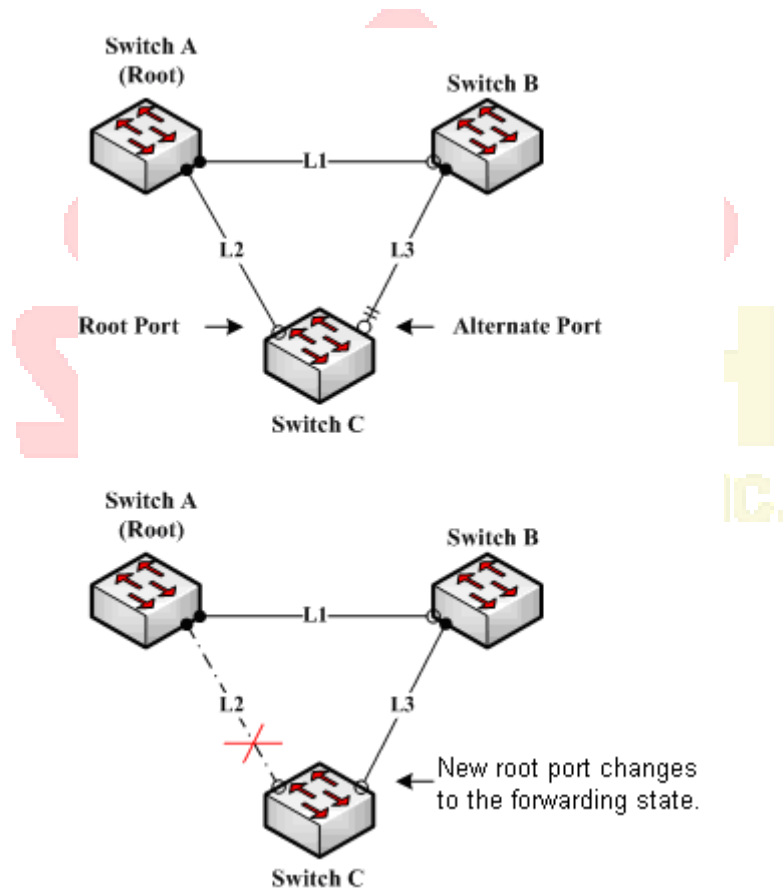 Switch A
(Root)
Switch B
L1
L2
L3
Root Port
Alternate Port
Switch C
Switch A
(Root)
Switch B
L1
L2
L3
New root port changes
to the forwarding state.
Switch C